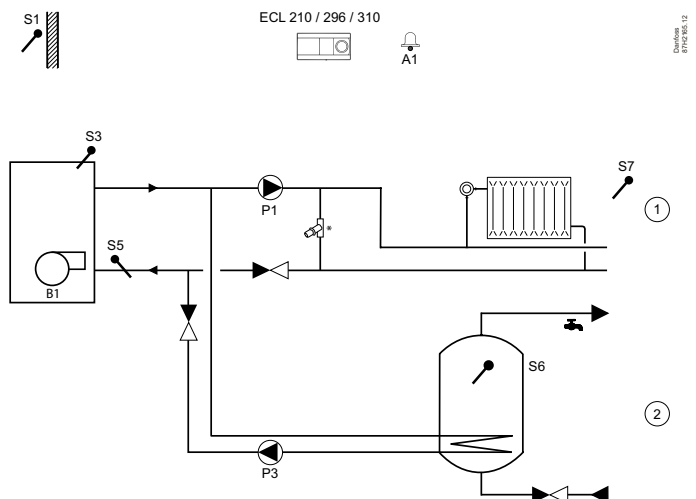 S1
ECL 210 / 296 / 310
A1
Danfoss
87H2165.12
S3
S7
P1
*
1
S5
B1
S6
2
P3